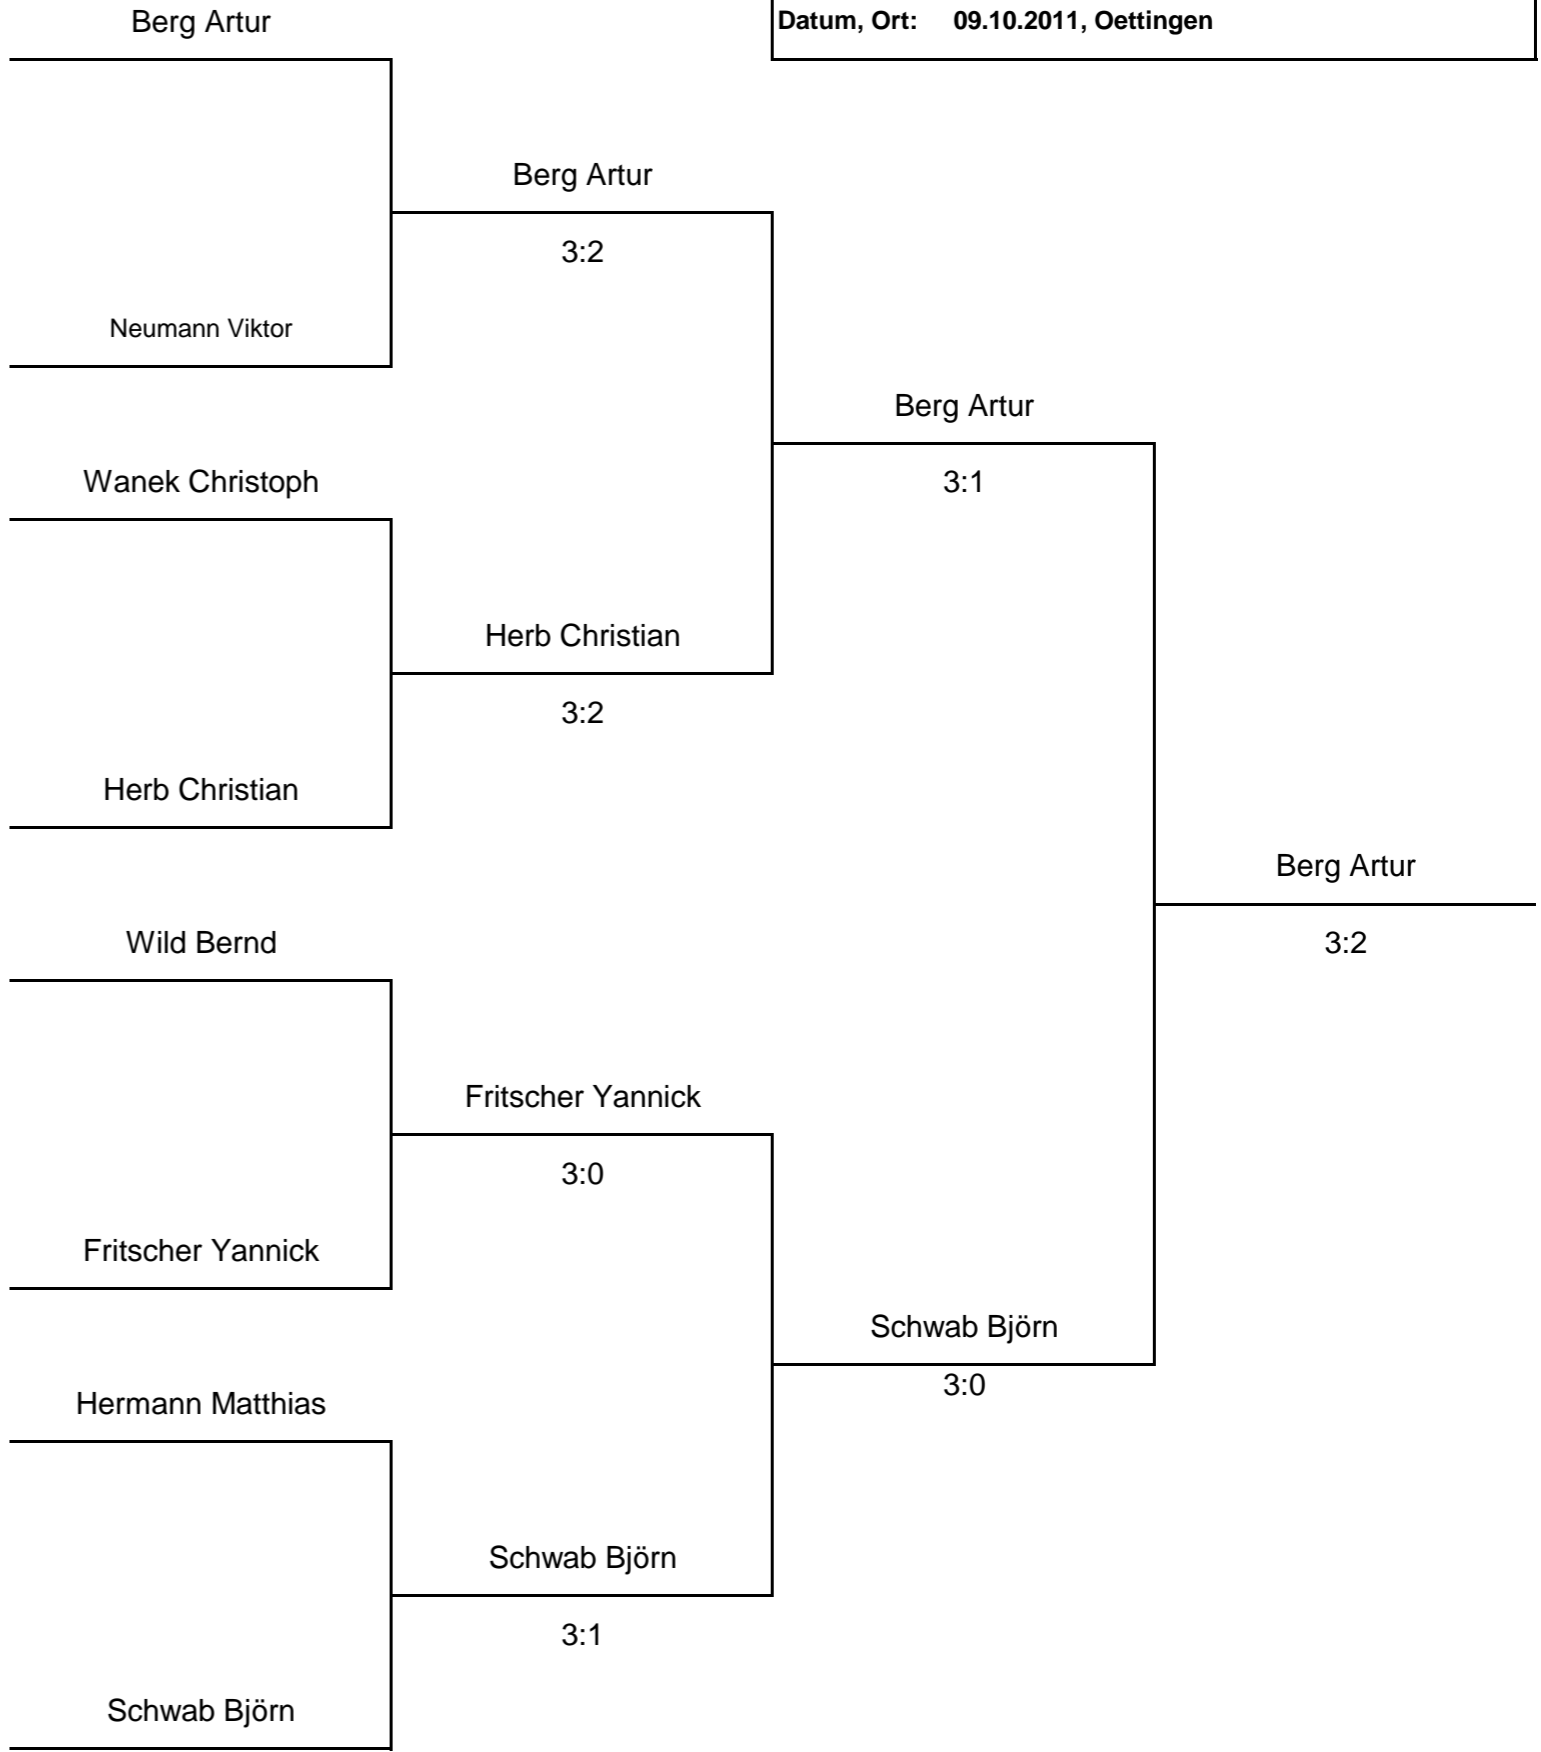 Berg Artur
Datum, Ort: 09.10.2011, Oettingen
Berg Artur
3:2
Neumann Viktor
Berg Artur
3:1
Wanek Christoph
Herb Christian
3:2
Herb Christian
Berg Artur
3:2
Wild Bernd
Fritscher Yannick
3:0
Fritscher Yannick
Schwab Björn
3:0
Hermann Matthias
Schwab Björn
3:1
Schwab Björn